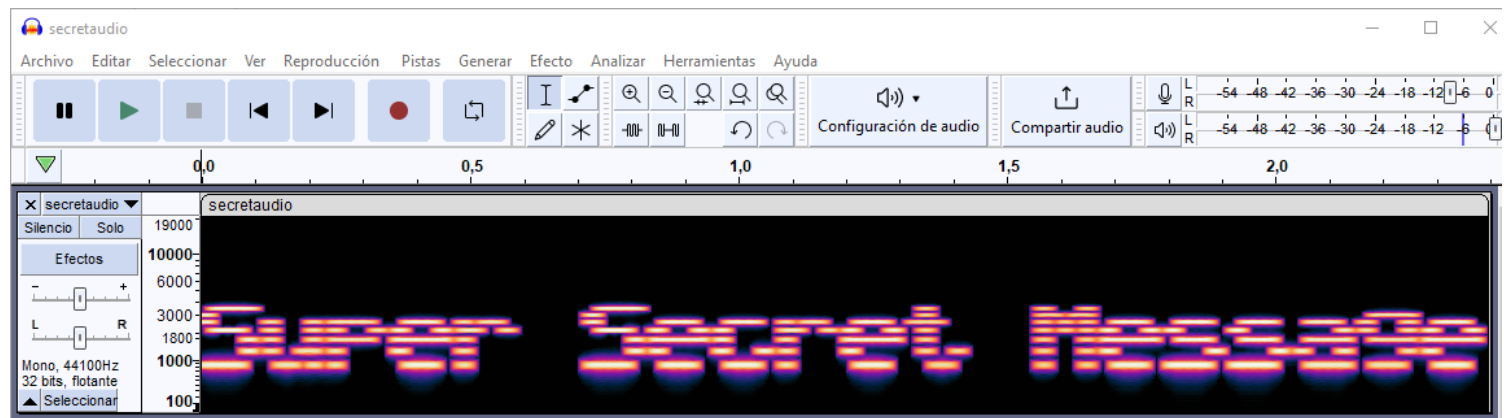 secretaudio
Archivo Editar Seleccionar Ver Reproducción Pistas Generar Efecto Analizar Herramientas Ayuda
Configuración de audio
Compartir audio
L
R
-54 -48 -42 -36 -30 -24 -18 -12 -6 0
L
R
-54 -48 -42 -36 -30 -24 -18 -12 -6 0
0,0 0,5 1,0 1,5 2,0
secretaudio
secretaudio
Silencio Solo
Efectos
- +
L R
Mono, 44100Hz
32 bits, flotante
Seleccionar
19000
10000
6000
3000
1800
1000
100
Super Secret Message